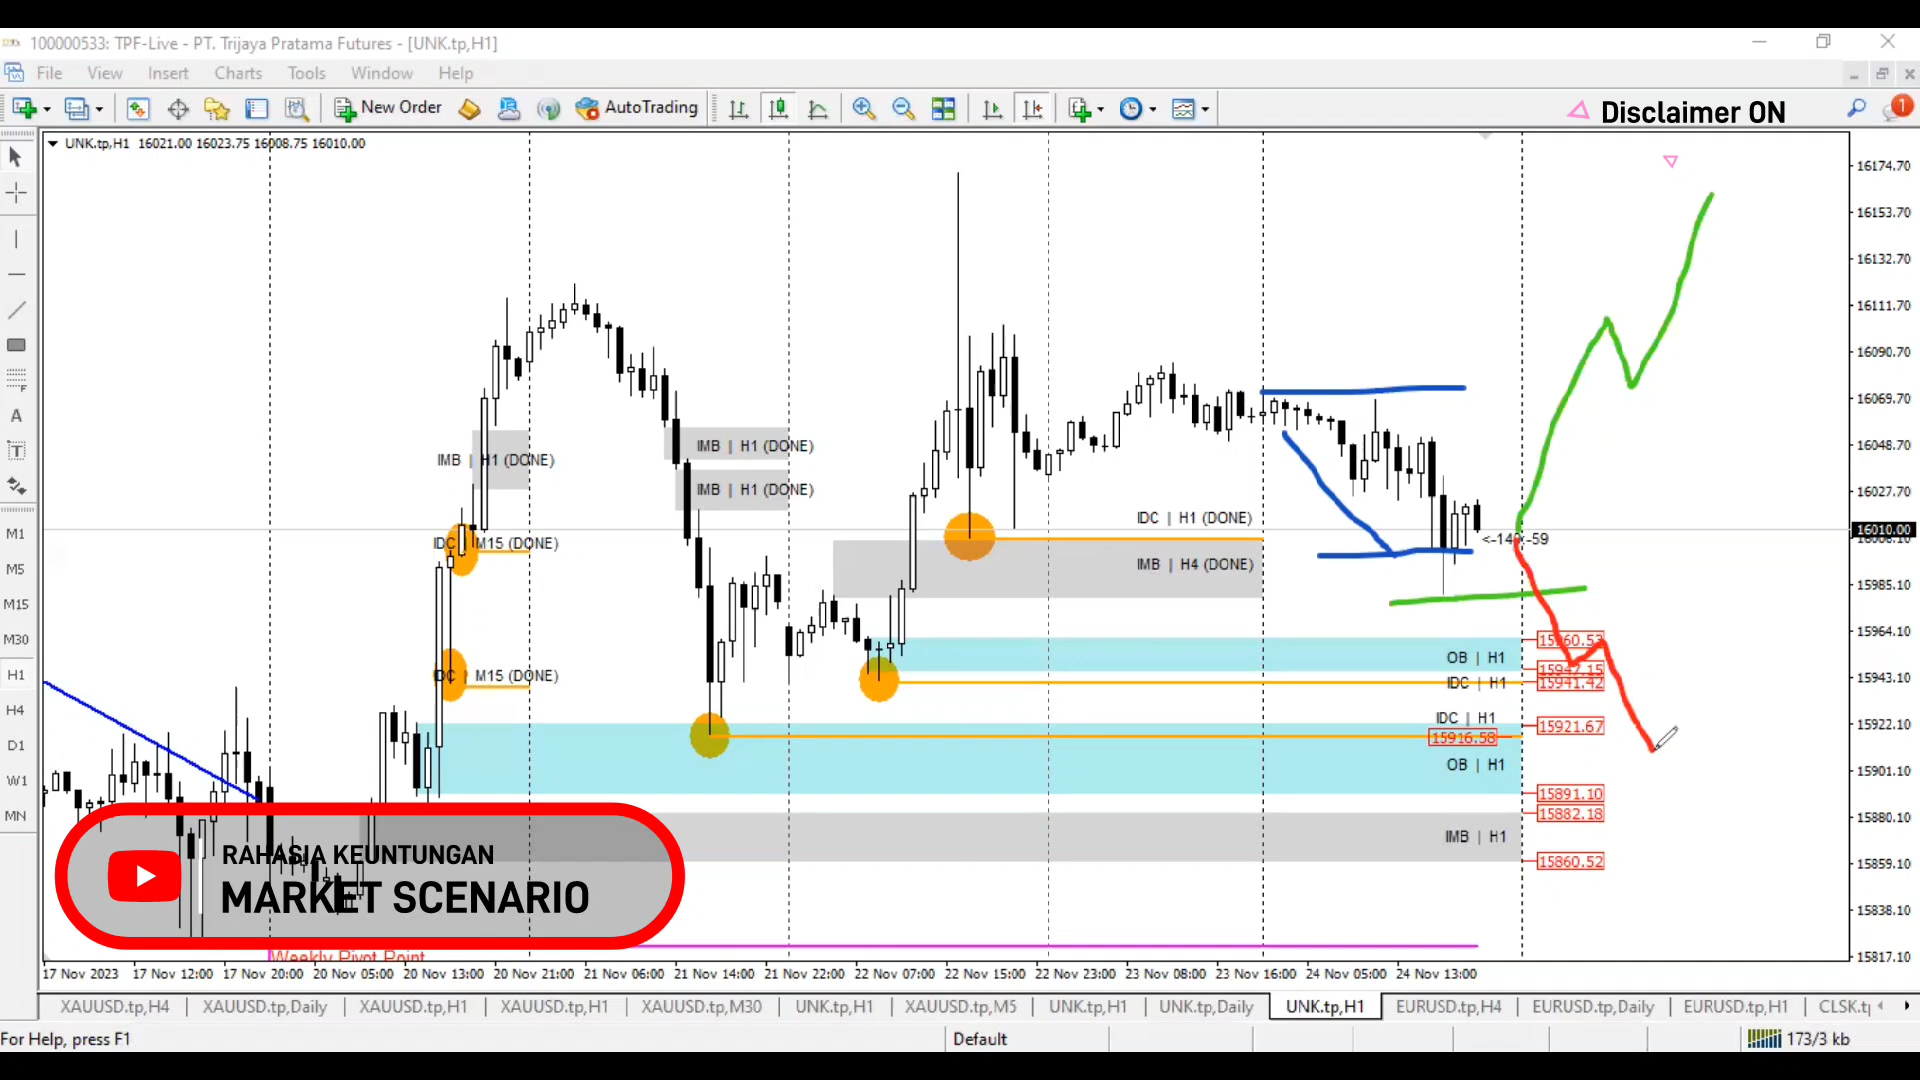 100000533: TPF-Live - PT. Trijaya Pratama Futures - [UNK.tp,H1]
File View Insert Charts Tools Window Help
New Order AutoTrading
Disclaimer ON
1
UNK.tp,H1 16021.00 16023.75 16008.75 16010.00
16174.70
16153.70
16132.70
16111.70
16090.70
16069.70
16048.70
16027.70
16010.00
16006.10
15985.10
15964.10
15943.10
15922.10
15901.10
15880.10
15859.10
15838.10
15817.10
IMB | H1 (DONE)
IMB | H1 (DONE)
IMB | H1 (DONE)
IDC | H1 (DONE)
IDC | M15 (DONE)
IMB | H4 (DONE)
OB | H1
IDC | M15 (DONE)
IDC | H1
IDC | H1
OB | H1
IMB | H1
15960.53
15947.15
15941.42
15921.67
15916.58
15891.10
15882.18
15860.52
M1
M5
M15
M30
H1
H4
D1
W1
MN
RAHASIA KEUNTUNGAN
MARKET SCENARIO
Weekly Pivot Point
17 Nov 2023 17 Nov 12:00 17 Nov 20:00 20 Nov 05:00 20 Nov 13:00 20 Nov 21:00 21 Nov 06:00 21 Nov 14:00 21 Nov 22:00 22 Nov 07:00 22 Nov 15:00 22 Nov 23:00 23 Nov 08:00 23 Nov 16:00 24 Nov 05:00 24 Nov 13:00
XAUUSD.tp,H4 XAUUSD.tp,Daily XAUUSD.tp,H1 XAUUSD.tp,H1 XAUUSD.tp,M30 UNK.tp,H1 XAUUSD.tp,M5 UNK.tp,H1 UNK.tp,Daily UNK.tp,H1 EURUSD.tp,H4 EURUSD.tp,Daily EURUSD.tp,H1 CLSK.t
For Help, press F1
Default
173/3 kb